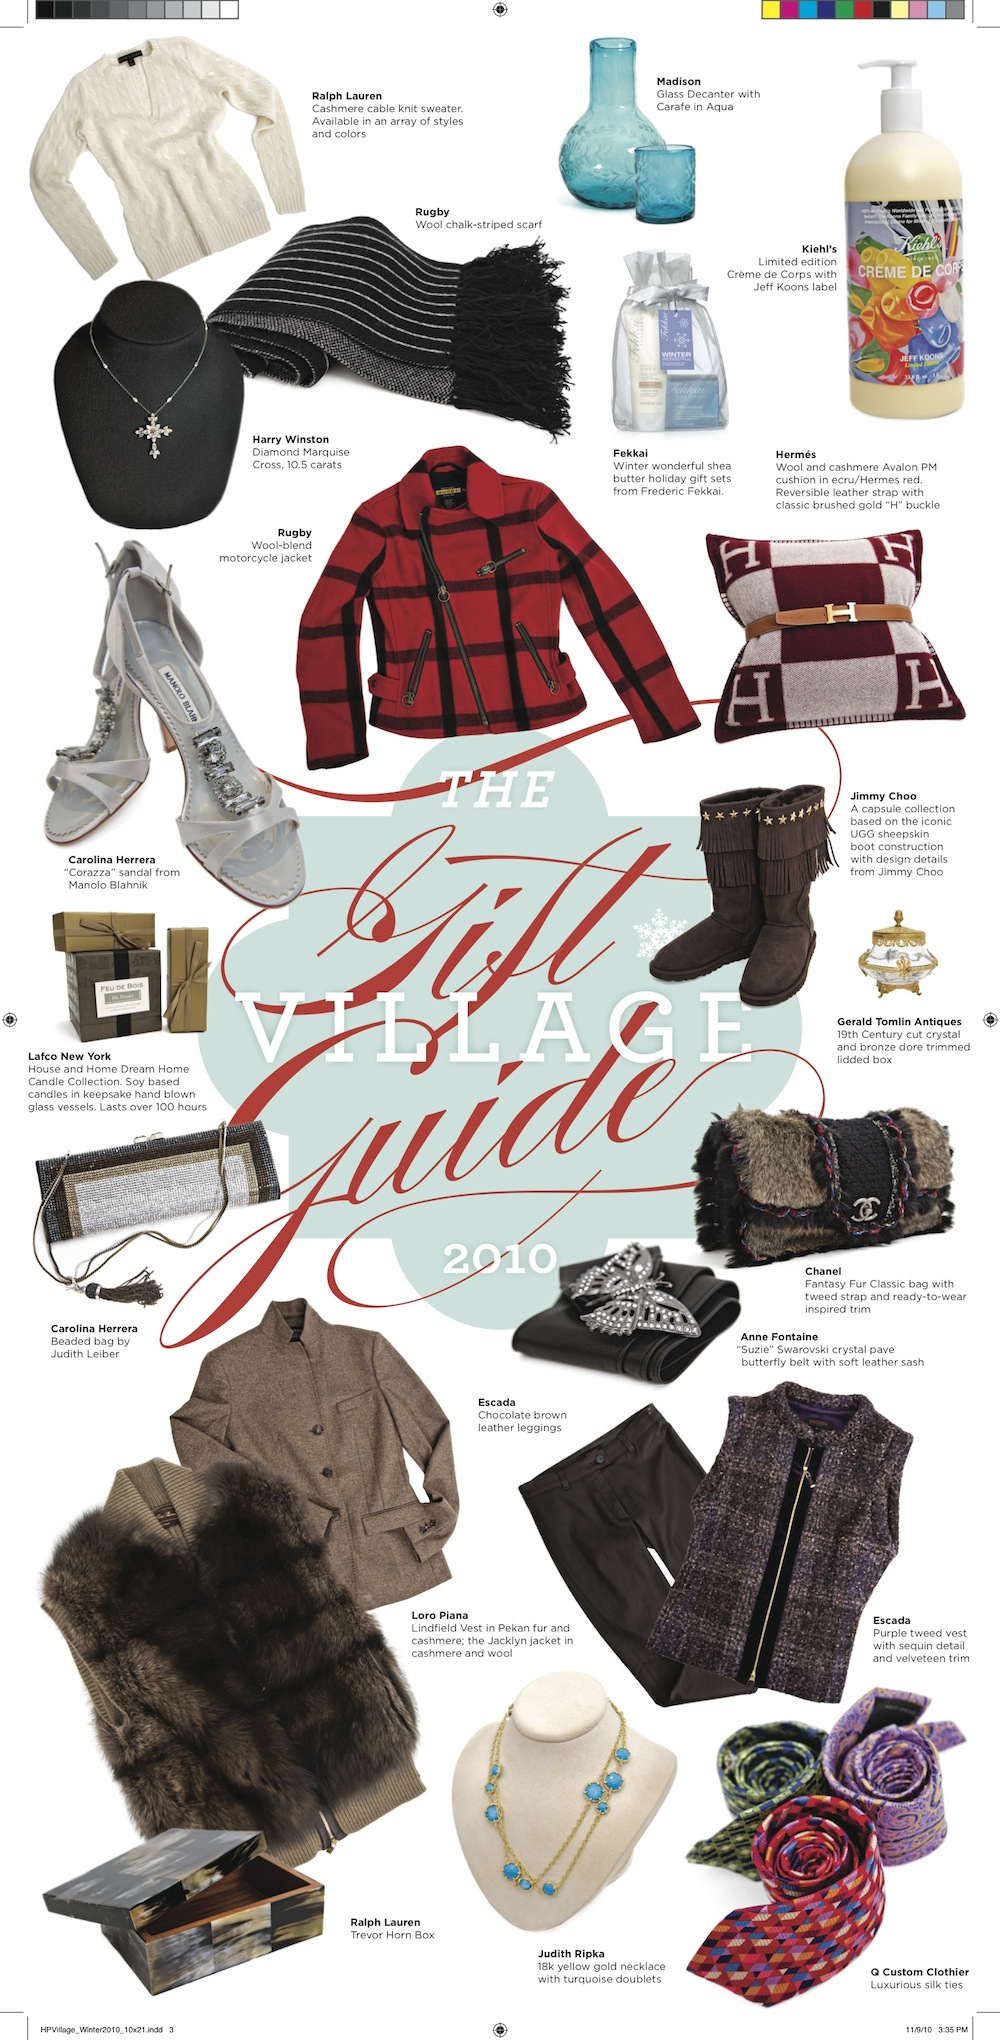 Ralph Lauren
Cashmere cable knit sweater.
Available in an array of styles
and colors
Madison
Glass Decanter with
Carafe in Aqua
Rugby
Wool chalk-striped scarf
Kiehl's
Limited edition
Crème de Corps with
Jeff Koons label
Kiehl's
SINCE 1851
CRÈME DE CORPS
JEFF KOONS
Limited Edition
Fekkai
WINTER
Fekkai
Harry Winston
Diamond Marquise
Cross, 10.5 carats
Fekkai
Winter wonderful shea
butter holiday gift sets
from Frederic Fekkai.
Hermés
Wool and cashmere Avalon PM
cushion in ecru/Hermes red.
Reversible leather strap with
classic brushed gold "H" buckle
Rugby
Wool-blend
motorcycle jacket
RUGBY
H H
H
H H
MANOLO BLAHNIK
THE
Gift
VILLAGE
Guide
2010
Jimmy Choo
A capsule collection
based on the iconic
UGG sheepskin
boot construction
with design details
from Jimmy Choo
Carolina Herrera
"Corazza" sandal from
Manolo Blahnik
FEU DE BOIS
Gerald Tomlin Antiques
19th Century cut crystal
and bronze dore trimmed
lidded box
Lafco New York
House and Home Dream Home
Candle Collection. Soy based
candles in keepsake hand blown
glass vessels. Lasts over 100 hours
Chanel
Fantasy Fur Classic bag with
tweed strap and ready-to-wear
inspired trim
Carolina Herrera
Beaded bag by
Judith Leiber
Anne Fontaine
"Suzie" Swarovski crystal pave
butterfly belt with soft leather sash
Escada
Chocolate brown
leather leggings
Loro Piana
Lindfield Vest in Pekan fur and
cashmere; the Jacklyn jacket in
cashmere and wool
Escada
Purple tweed vest
with sequin detail
and velveteen trim
Ralph Lauren
Trevor Horn Box
Judith Ripka
18k yellow gold necklace
with turquoise doublets
Q Custom Clothier
Luxurious silk ties
HPVillage_Winter2010_10x21.indd 3
11/9/10 3:35 PM